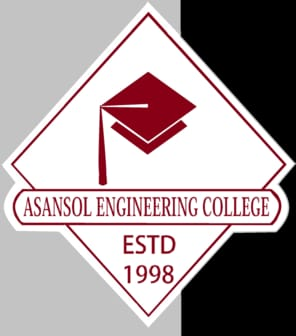 ASANSOL ENGINEERING COLLEGE
ESTD
1998